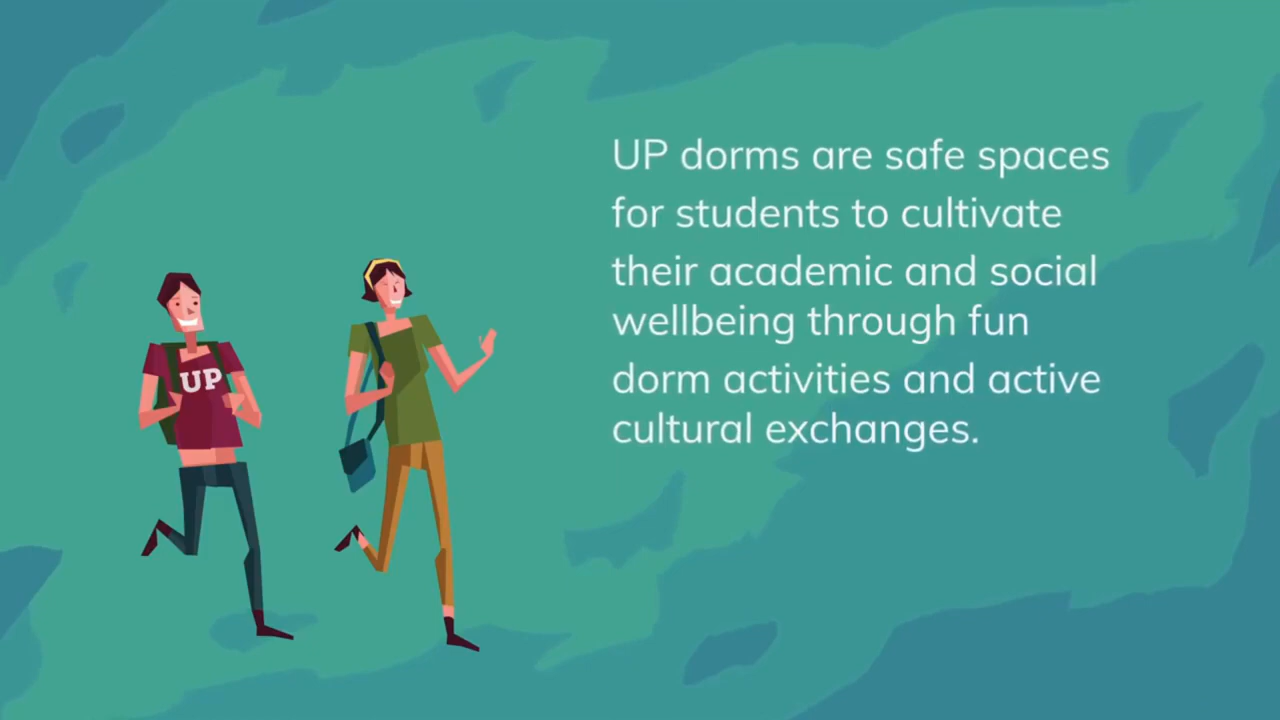 UP dorms are safe spaces
for students to cultivate
their academic and social
wellbeing through fun
dorm activities and active
cultural exchanges.
UP